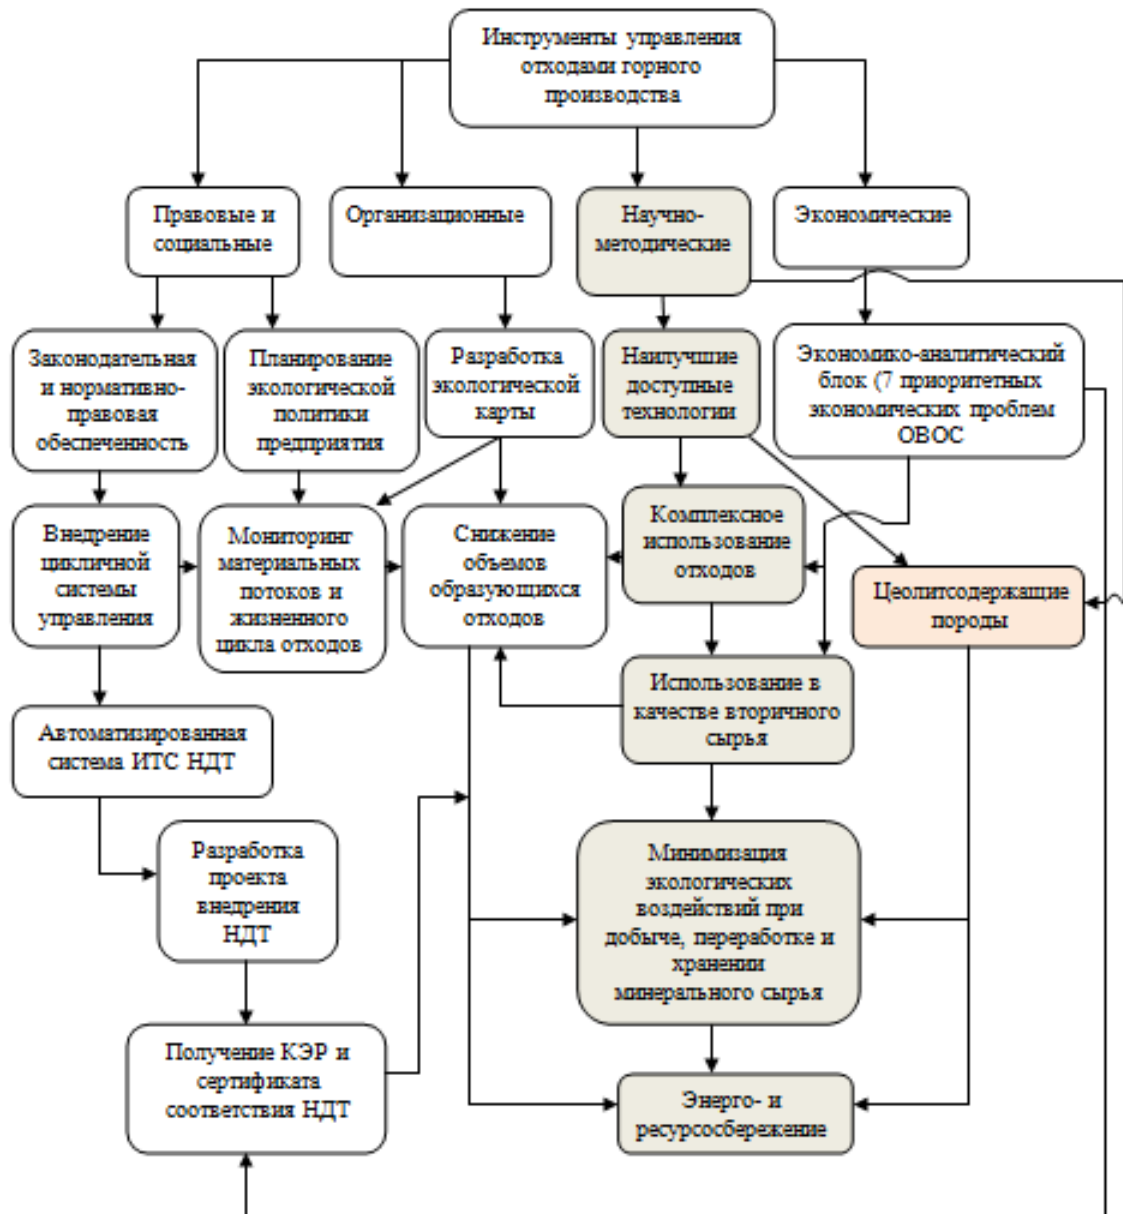 Инструменты управления
отходами горного
производства
Правовые и
социальные
Организационные
Научно-
методические
Экономические
Законодательная
и нормативно-
правовая
обеспеченность
Планирование
экологической
политики
предприятия
Разработка
экологической
карты
Наилучшие
доступные
технологии
Экономико-аналитический
блок (7 приоритетных
экономических проблем
ОВОС
Внедрение
цикличной
системы
управления
Мониторинг
материальных
потоков и
жизненного
цикла отходов
Снижение
объемов
образующихся
отходов
Комплексное
использование
отходов
Цеолитсодержащие
породы
Использование в
качестве вторичного
сырья
Автоматизированная
система ИТС НДТ
Разработка
проекта
внедрения
НДТ
Минимизация
экологических
воздействий при
добыче, переработке и
хранении
минерального сырья
Получение КЭР и
сертификата
соответствия НДТ
Энерго- и
ресурсосбережение